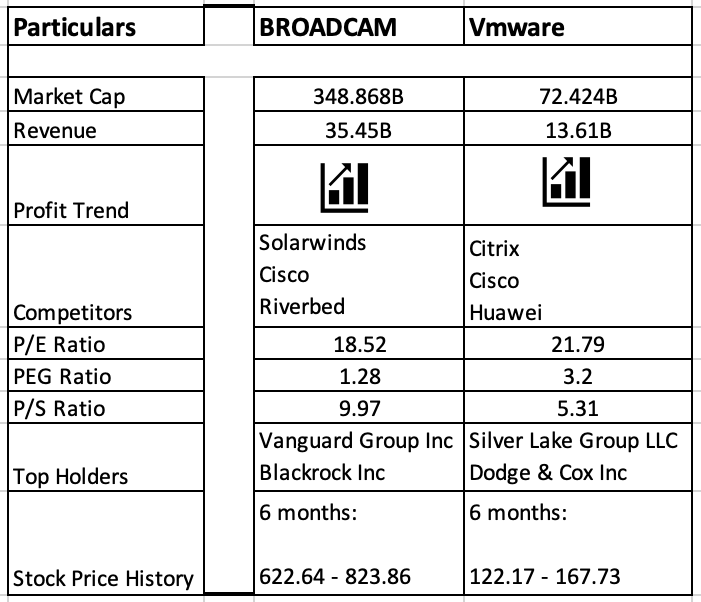 Particulars BROADCAM Vmware
Market Cap 348.868B 72.424B
Revenue 35.45B 13.61B
Profit Trend
Competitors
Solarwinds
Cisco
Riverbed
Citrix
Cisco
Huawei
P/E Ratio 18.52 21.79
PEG Ratio 1.28 3.2
P/S Ratio 9.97 5.31
Top Holders
Vanguard Group Inc
Blackrock Inc
Silver Lake Group LLC
Dodge & Cox Inc
Stock Price History
6 months:
622.64 - 823.86
6 months:
122.17 - 167.73